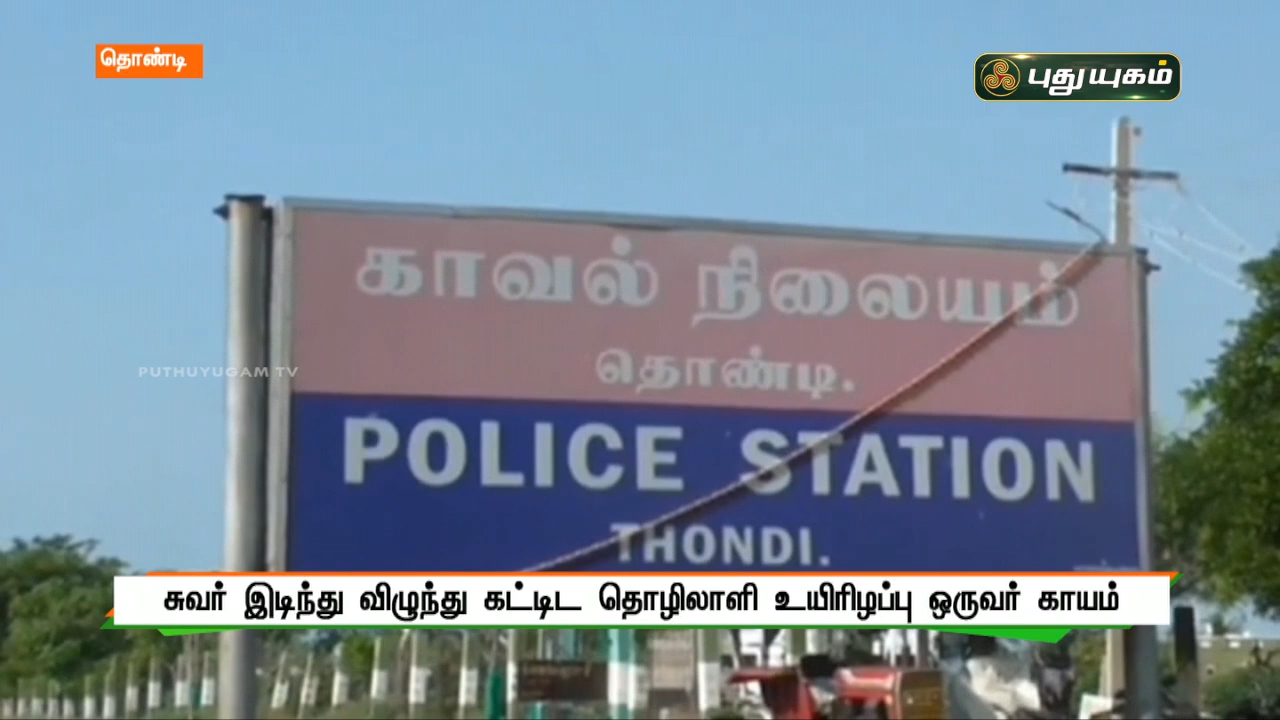 தொண்டி
புதுயுகம்
காவல் நிலையம்
தொண்டி.
PUTHUYUGAM TV
POLICE STATION
THONDI.
சுவர் இடிந்து விழுந்து கட்டிட தொழிலாளி உயிரிழப்பு ஒருவர் காயம்